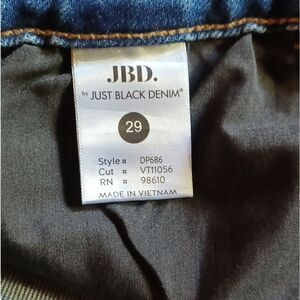 JBD.
by JUST BLACK DENIM®
29
Style # DP686
Cut # VT11056
RN # 98610
MADE IN VIETNAM